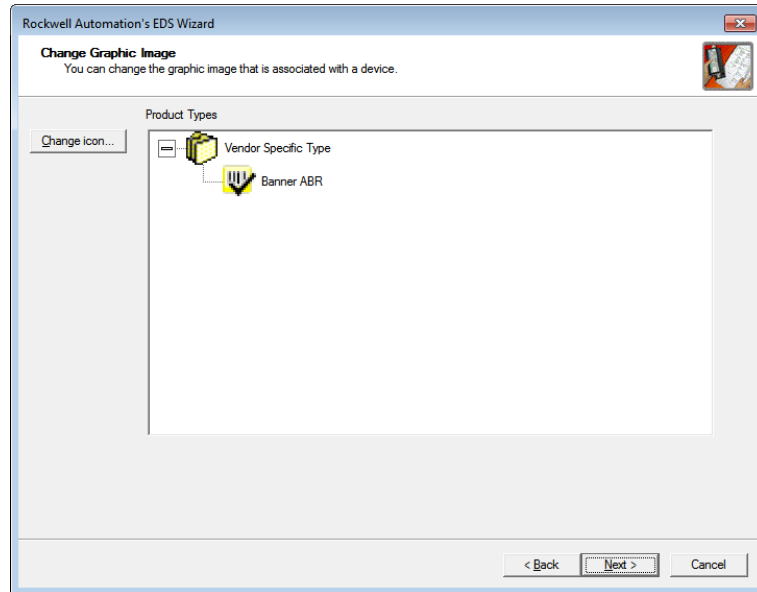 Rockwell Automation's EDS Wizard
Change Graphic Image
You can change the graphic image that is associated with a device.
Product Types
Change icon...
Vendor Specific Type
Banner ABR
< Back
Next >
Cancel